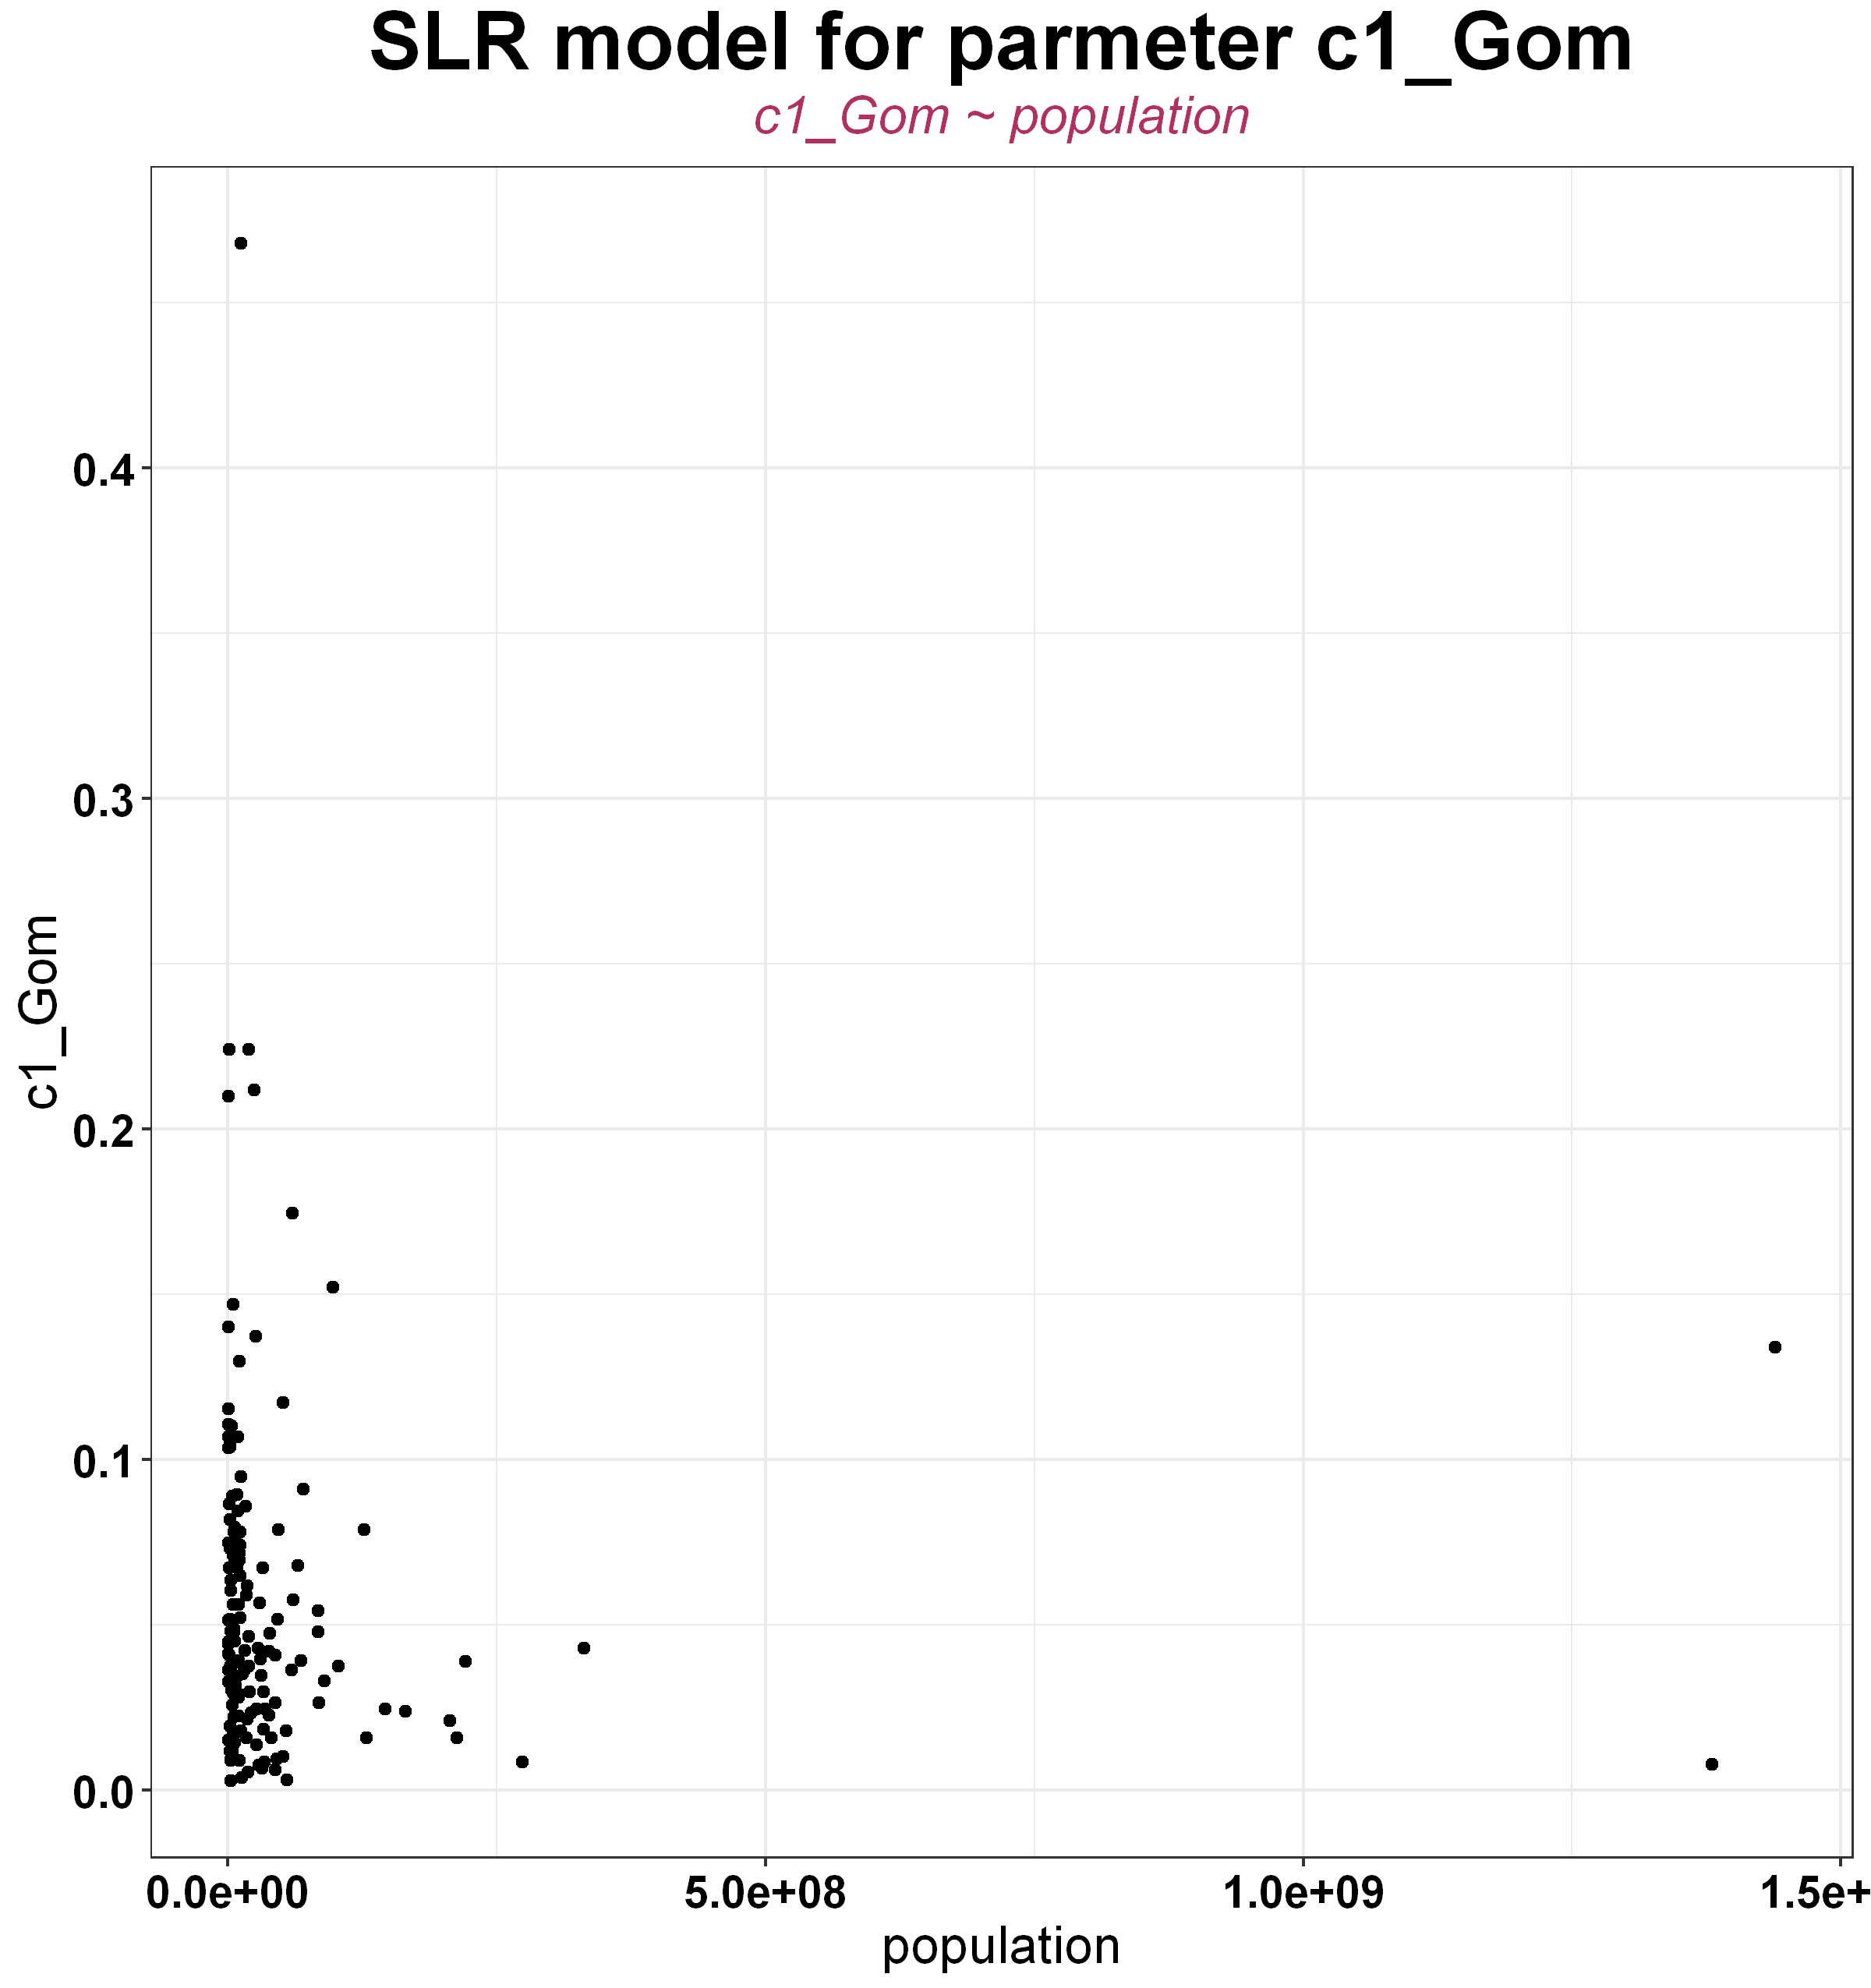 SLR model for parmeter c1_Gom
c1_Gom ~ population
0.4
0.3
0.2
0.1
0.0
c1_Gom
0.0e+00
5.0e+08
1.0e+09
1.5e+
population